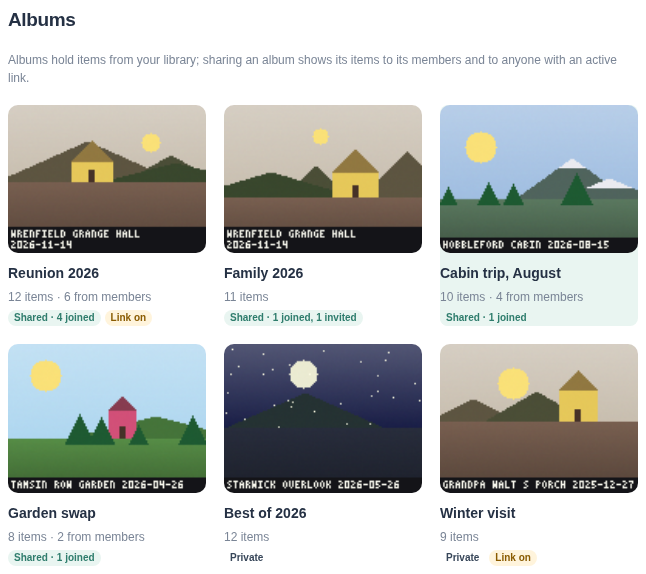 Albums
Albums hold items from your library; sharing an album shows its items to its members and to anyone with an active
link.
WRENFIELD GRANGE HALL
2026-11-14
Reunion 2026
12 items · 6 from members
Shared · 4 joined Link on
WRENFIELD GRANGE HALL
2026-11-14
Family 2026
11 items
Shared · 1 joined, 1 invited
HOBBLEFORD CABIN 2026-08-15
Cabin trip, August
10 items · 4 from members
Shared · 1 joined
TAMSIN ROW GARDEN 2026-04-26
Garden swap
8 items · 2 from members
Shared · 1 joined
STARWICK OVERLOOK 2026-05-26
Best of 2026
12 items
Private
GRANDPA WALT S PORCH 2025-12-27
Winter visit
9 items
Private Link on